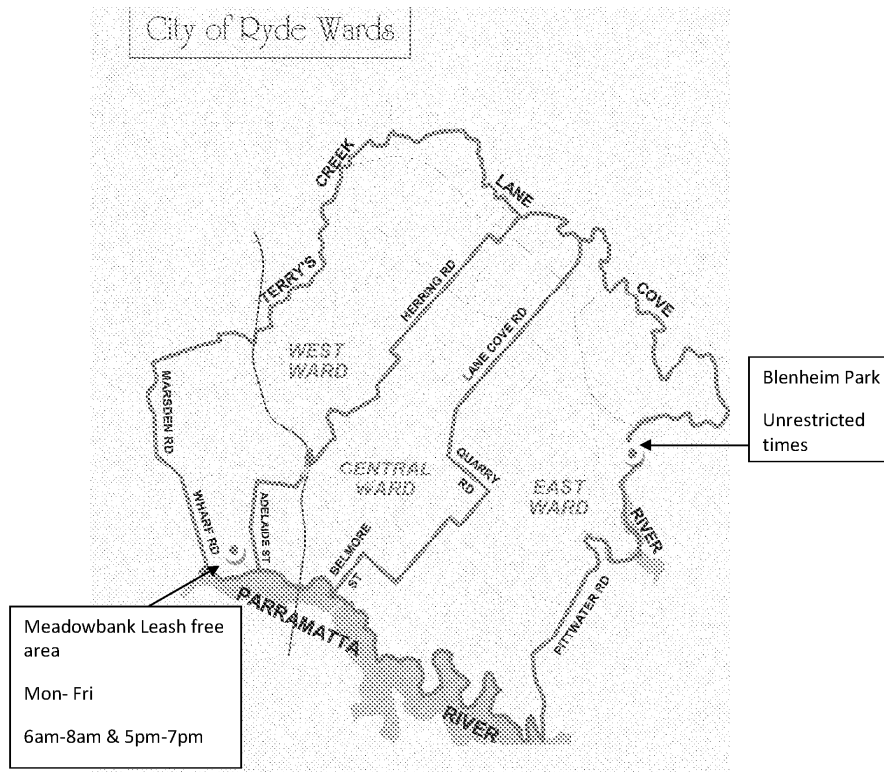 City of Ryde Wards
CREEK
LANE
TERRY'S
HERRING RD
COVE
LANE COVE RD
WEST
WARD
MARSDEN RD
Blenheim Park
Unrestricted
times
QUARRY
RD
CENTRAL
WARD
EAST
WARD
WHARF RD
ADELAIDE ST
BELMORE
ST
RIVER
PARRAMATTA
PITTWATER RD
RIVER
Meadowbank Leash free
area
Mon- Fri
6am-8am & 5pm-7pm